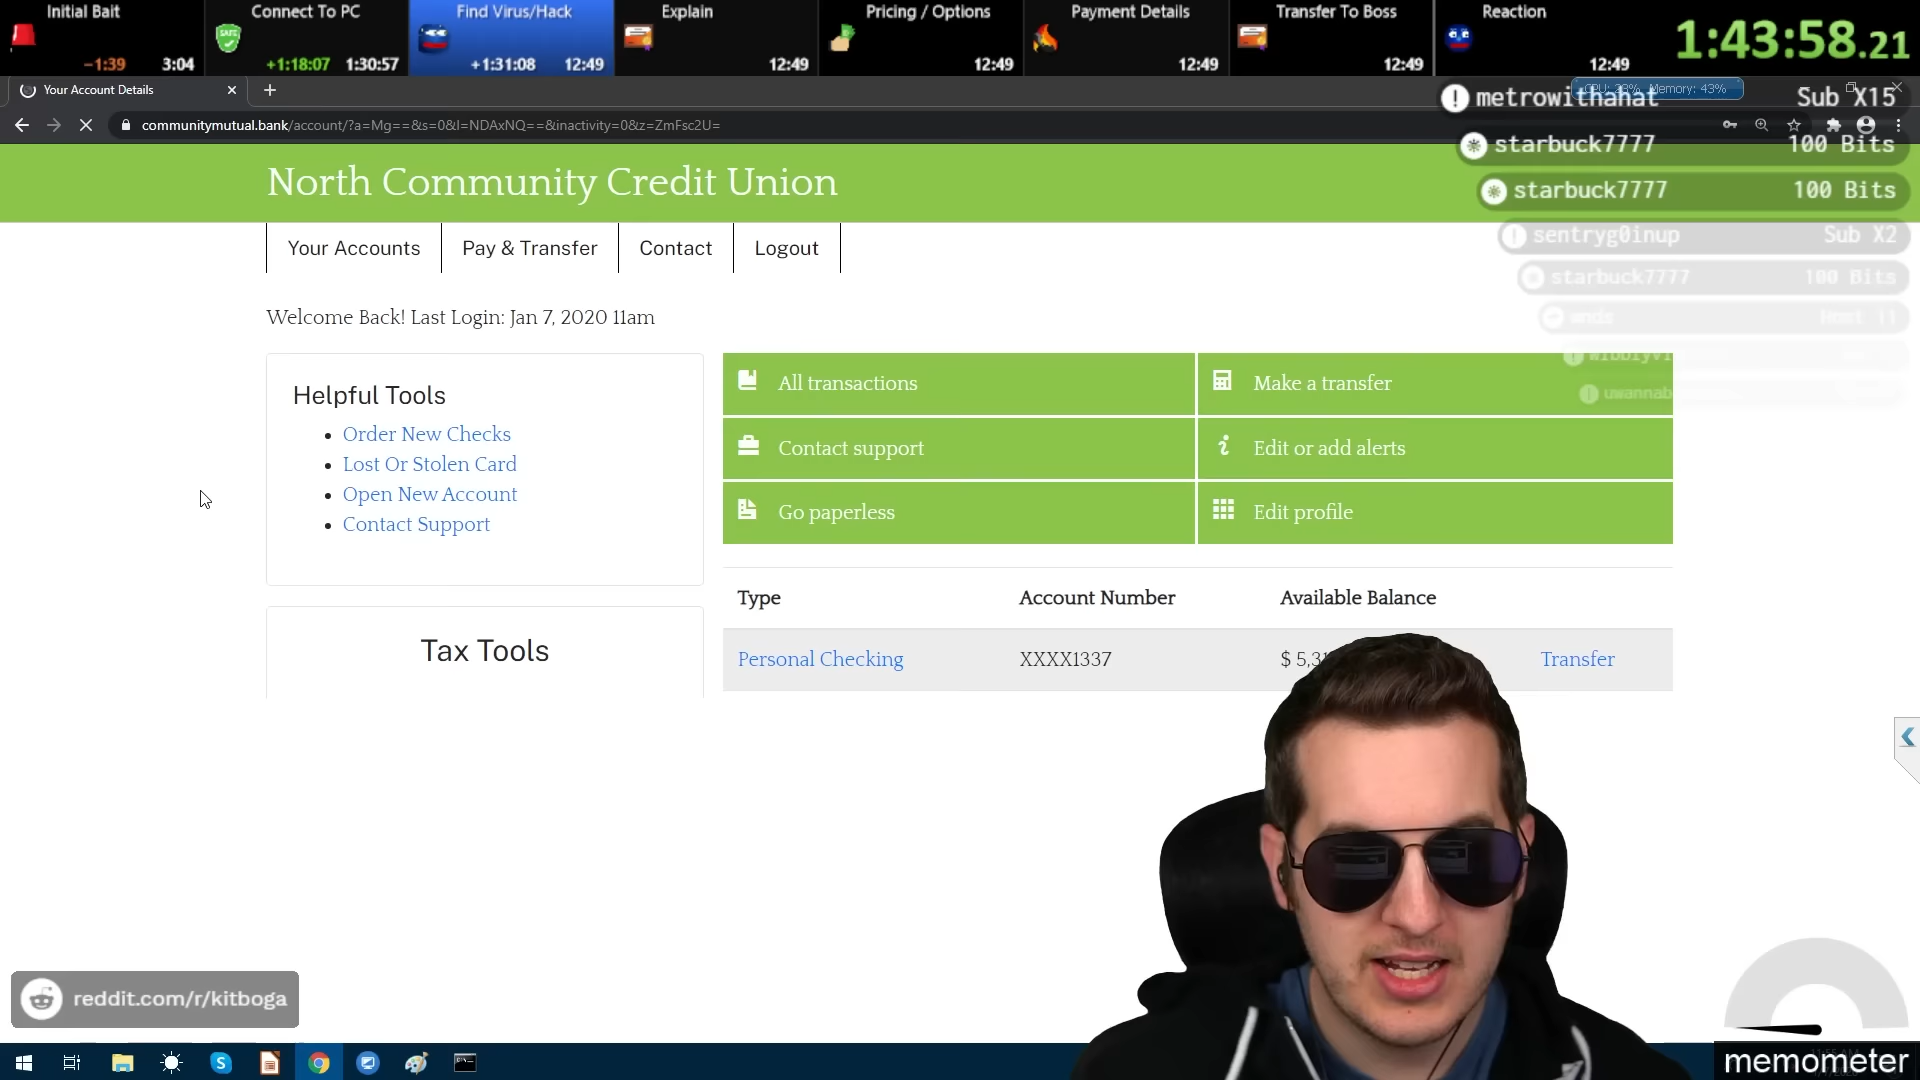 Initial Bait
−1:39 3:04
Connect To PC
SAFE
+1:18:07 1:30:57
Find Virus/Hack
+1:31:08 12:49
Explain
12:49
Pricing / Options
12:49
Payment Details
12:49
Transfer To Boss
12:49
Reaction
12:49
1:43:58.21
Your Account Details
CPU: 28% Memory: 43%
metrowithahat Sub X15
communitymutual.bank/account/?a=Mg==&s=0&l=NDAxNQ==&inactivity=0&z=ZmFsc2U=
starbuck7777 100 Bits
starbuck7777 100 Bits
sentryg0inup Sub X2
starbuck7777 100 Bits
North Community Credit Union
Your Accounts
Pay & Transfer
Contact
Logout
Welcome Back! Last Login: Jan 7, 2020 11am
Helpful Tools
Order New Checks
Lost Or Stolen Card
Open New Account
Contact Support
Tax Tools
All transactions
Make a transfer
Contact support
Edit or add alerts
Go paperless
Edit profile
Type Account Number Available Balance
Personal Checking XXXX1337 $ 5,31 Transfer
reddit.com/r/kitboga
memometer